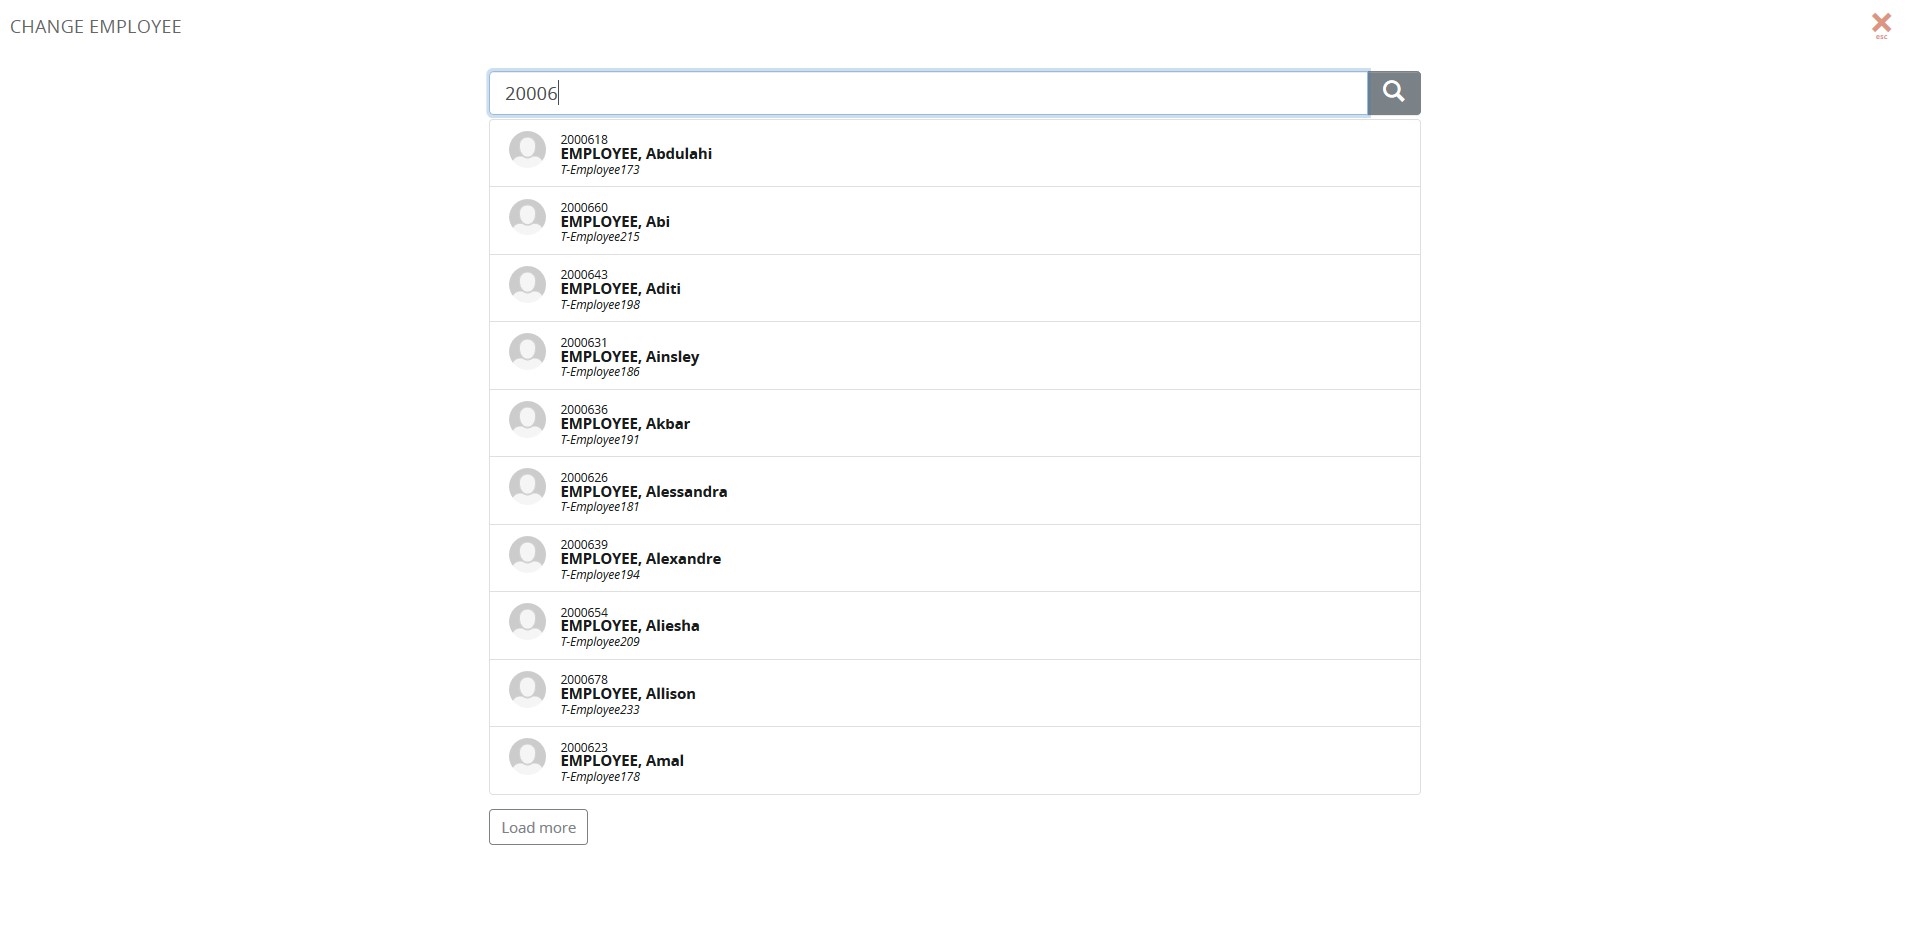 CHANGE EMPLOYEE
esc
20006
2000618
EMPLOYEE, Abdulahi
T-Employee173
2000660
EMPLOYEE, Abi
T-Employee215
2000643
EMPLOYEE, Aditi
T-Employee198
2000631
EMPLOYEE, Ainsley
T-Employee186
2000636
EMPLOYEE, Akbar
T-Employee191
2000626
EMPLOYEE, Alessandra
T-Employee181
2000639
EMPLOYEE, Alexandre
T-Employee194
2000654
EMPLOYEE, Aliesha
T-Employee209
2000678
EMPLOYEE, Allison
T-Employee233
2000623
EMPLOYEE, Amal
T-Employee178
Load more